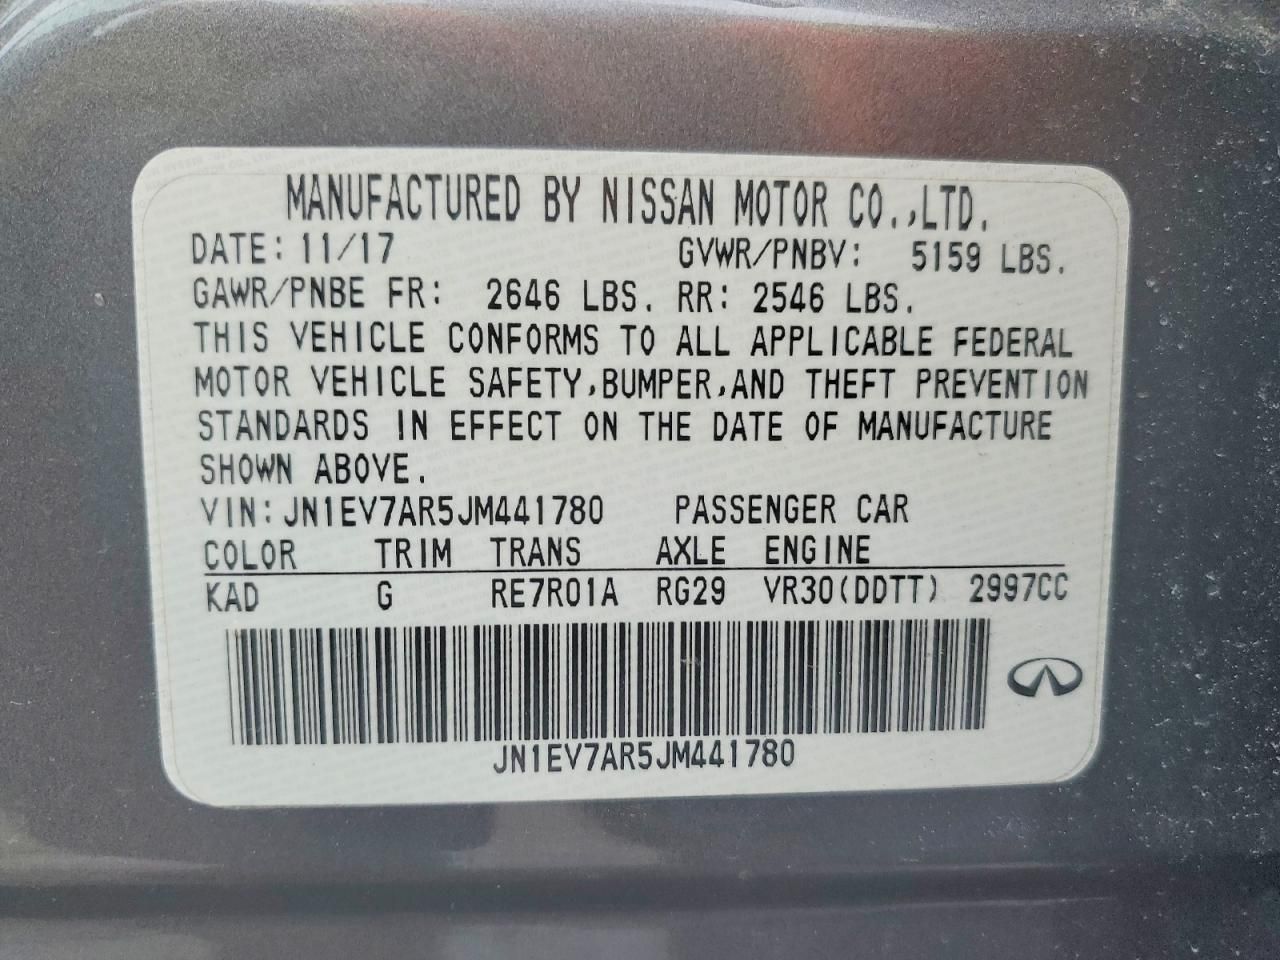 MANUFACTURED BY NISSAN MOTOR CO.,LTD.
DATE: 11/17 GVWR/PNBV: 5159 LBS.
GAWR/PNBE FR: 2646 LBS. RR: 2546 LBS.
THIS VEHICLE CONFORMS TO ALL APPLICABLE FEDERAL
MOTOR VEHICLE SAFETY,BUMPER,AND THEFT PREVENTION
STANDARDS IN EFFECT ON THE DATE OF MANUFACTURE
SHOWN ABOVE.
VIN: JN1EV7AR5JM441780 PASSENGER CAR
COLOR TRIM TRANS AXLE ENGINE
KAD G RE7R01A RG29 VR30(DDTT) 2997CC
JN1EV7AR5JM441780